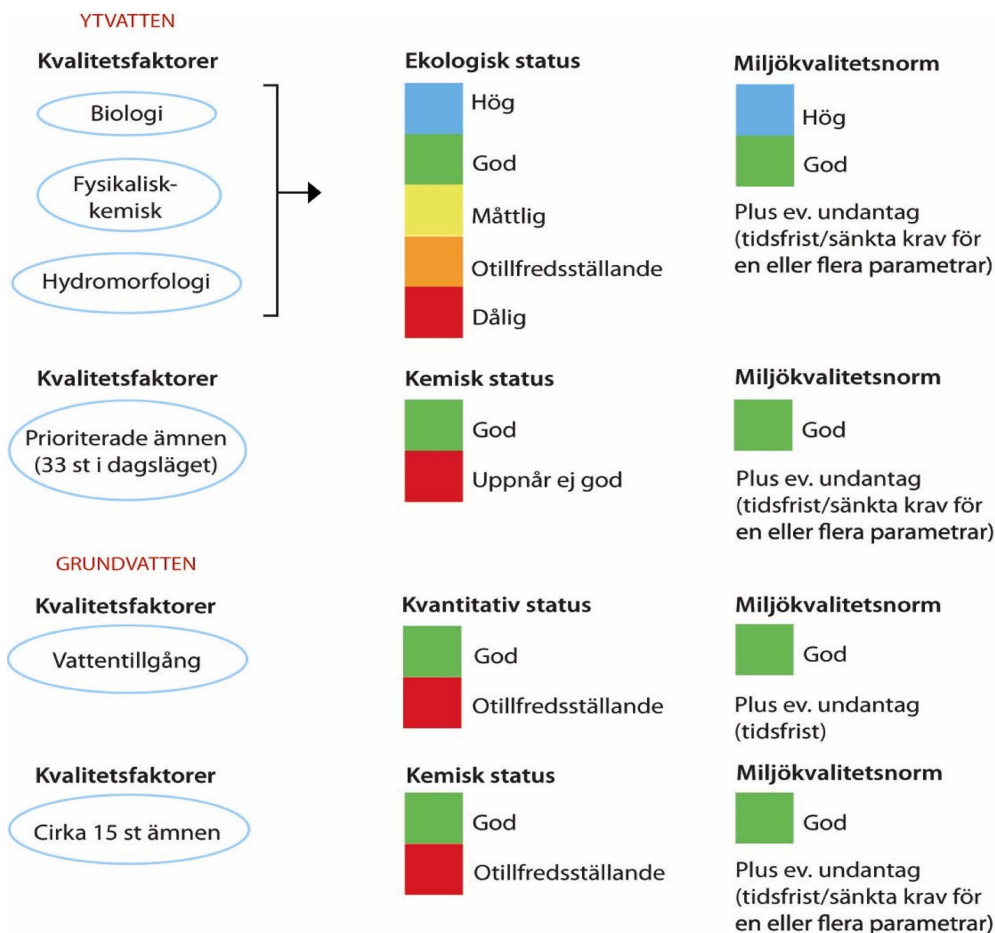 YTVATTEN
Kvalitetsfaktorer
Biologi
Fysikalisk-
kemisk
Hydromorfologi
Ekologisk status
Hög
God
Måttlig
Otillfredsställande
Dålig
Miljökvalitetsnorm
Hög
God
Plus ev. undantag
(tidsfrist/sänkta krav för
en eller flera parametrar)
Kvalitetsfaktorer
Prioriterade ämnen
(33 st i dagsläget)
Kemisk status
God
Uppnår ej god
Miljökvalitetsnorm
God
Plus ev. undantag
(tidsfrist/sänkta krav för
en eller flera parametrar)
GRUNDVATTEN
Kvalitetsfaktorer
Vattentillgång
Kvantitativ status
God
Otillfredsställande
Miljökvalitetsnorm
God
Plus ev. undantag
(tidsfrist)
Kvalitetsfaktorer
Cirka 15 st ämnen
Kemisk status
God
Otillfredsställande
Miljökvalitetsnorm
God
Plus ev. undantag
(tidsfrist/sänkta krav för
en eller flera parametrar)